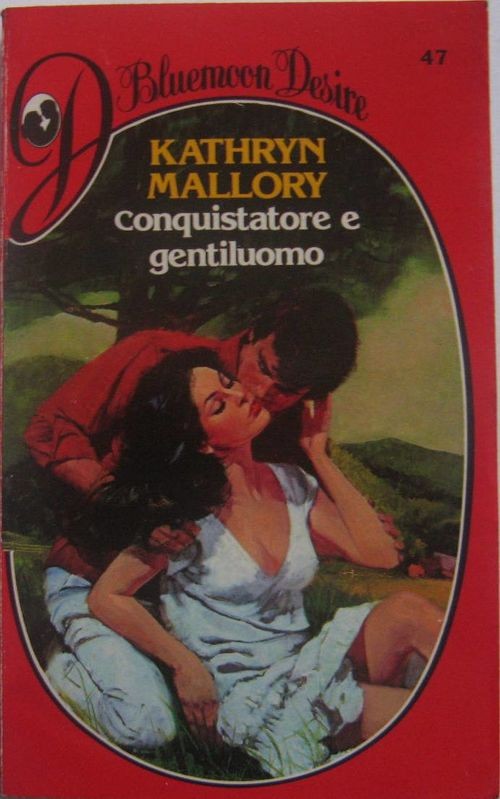 Bluemoon Desire
47
KATHRYN
MALLORY
Conquistatore e
gentiluomo